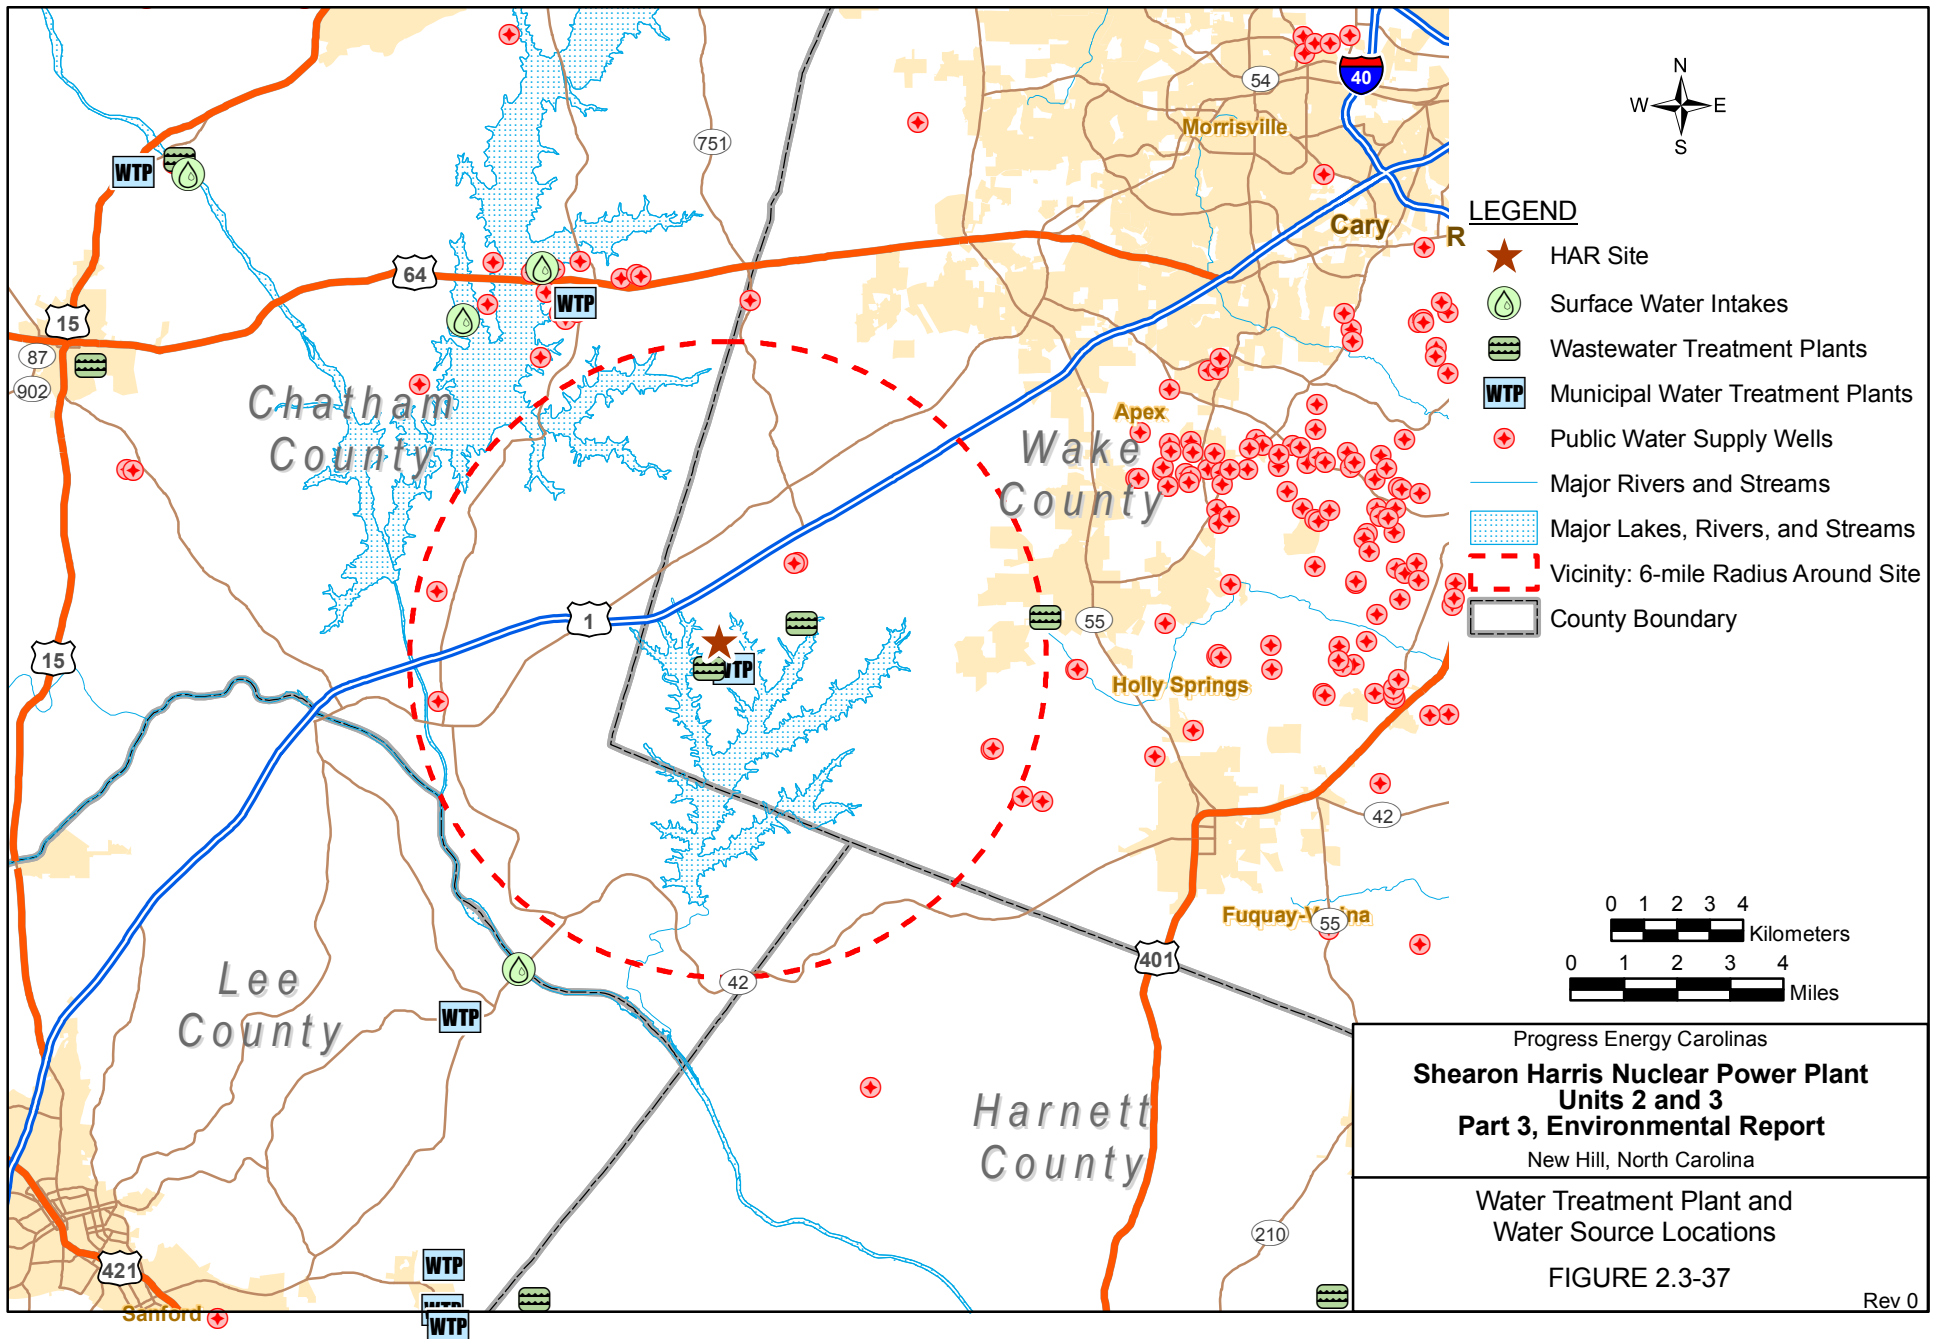 54
40
Morrisville
751
WTP
Cary
R
64
15
WTP
87
902
Chatham
County
Apex
Wake
County
1
55
15
WTP
Holly Springs
42
Fuquay-Varina
55
401
42
Lee
County
WTP
Harnett
County
210
WTP
421
WTP
WTP
Sanford
N
W E
S
LEGEND
HAR Site
Surface Water Intakes
Wastewater Treatment Plants
WTP Municipal Water Treatment Plants
Public Water Supply Wells
Major Rivers and Streams
Major Lakes, Rivers, and Streams
Vicinity: 6-mile Radius Around Site
County Boundary
0 1 2 3 4
Kilometers
0 1 2 3 4
Miles
Progress Energy Carolinas
Shearon Harris Nuclear Power Plant
Units 2 and 3
Part 3, Environmental Report
New Hill, North Carolina
Water Treatment Plant and
Water Source Locations
FIGURE 2.3-37
Rev 0